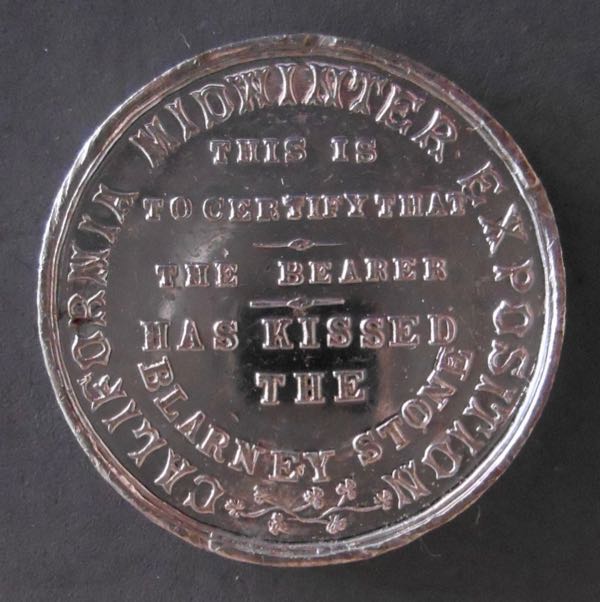 CALIFORNIA MIDWINTER EXPOSITION
THIS IS
TO CERTIFY THAT
THE BEARER
HAS KISSED
THE
BLARNEY STONE